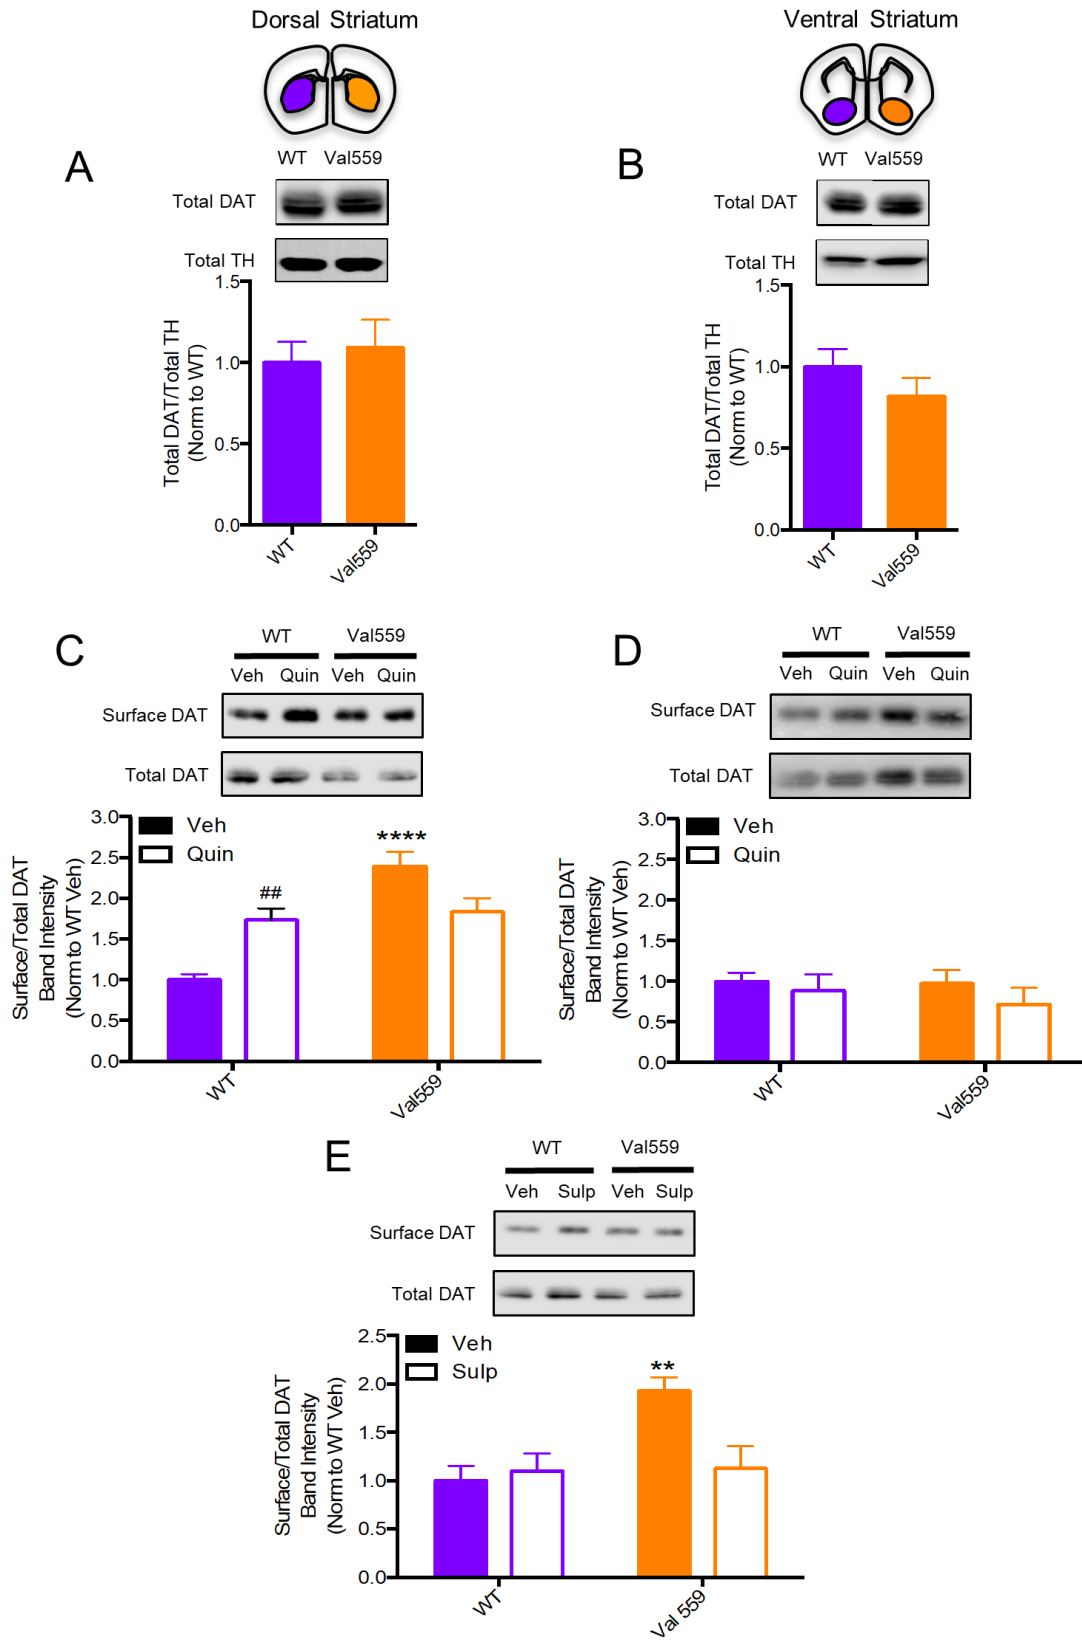 Dorsal Striatum
Ventral Striatum
A
WT Val559
Total DAT
Total TH
1.5
1.0
0.5
0.0
Total DAT/Total TH
(Norm to WT)
WT
Val559
B
WT Val559
Total DAT
Total TH
1.5
1.0
0.5
0.0
Total DAT/Total TH
(Norm to WT)
WT
Val559
C
WT Val559
Veh Quin Veh Quin
Surface DAT
Total DAT
3.0
2.5
2.0
1.5
1.0
0.5
0.0
Surface/Total DAT
Band Intensity
(Norm to WT Veh)
Veh
Quin
##
****
WT
Val559
D
WT Val559
Veh Quin Veh Quin
Surface DAT
Total DAT
3.0
2.5
2.0
1.5
1.0
0.5
0.0
Surface/Total DAT
Band Intensity
(Norm to WT Veh)
Veh
Quin
WT
Val559
E
WT Val559
Veh Sulp Veh Sulp
Surface DAT
Total DAT
2.5
2.0
1.5
1.0
0.5
0.0
Surface/Total DAT
Band Intensity
(Norm to WT Veh)
Veh
Sulp
**
WT
Val 559